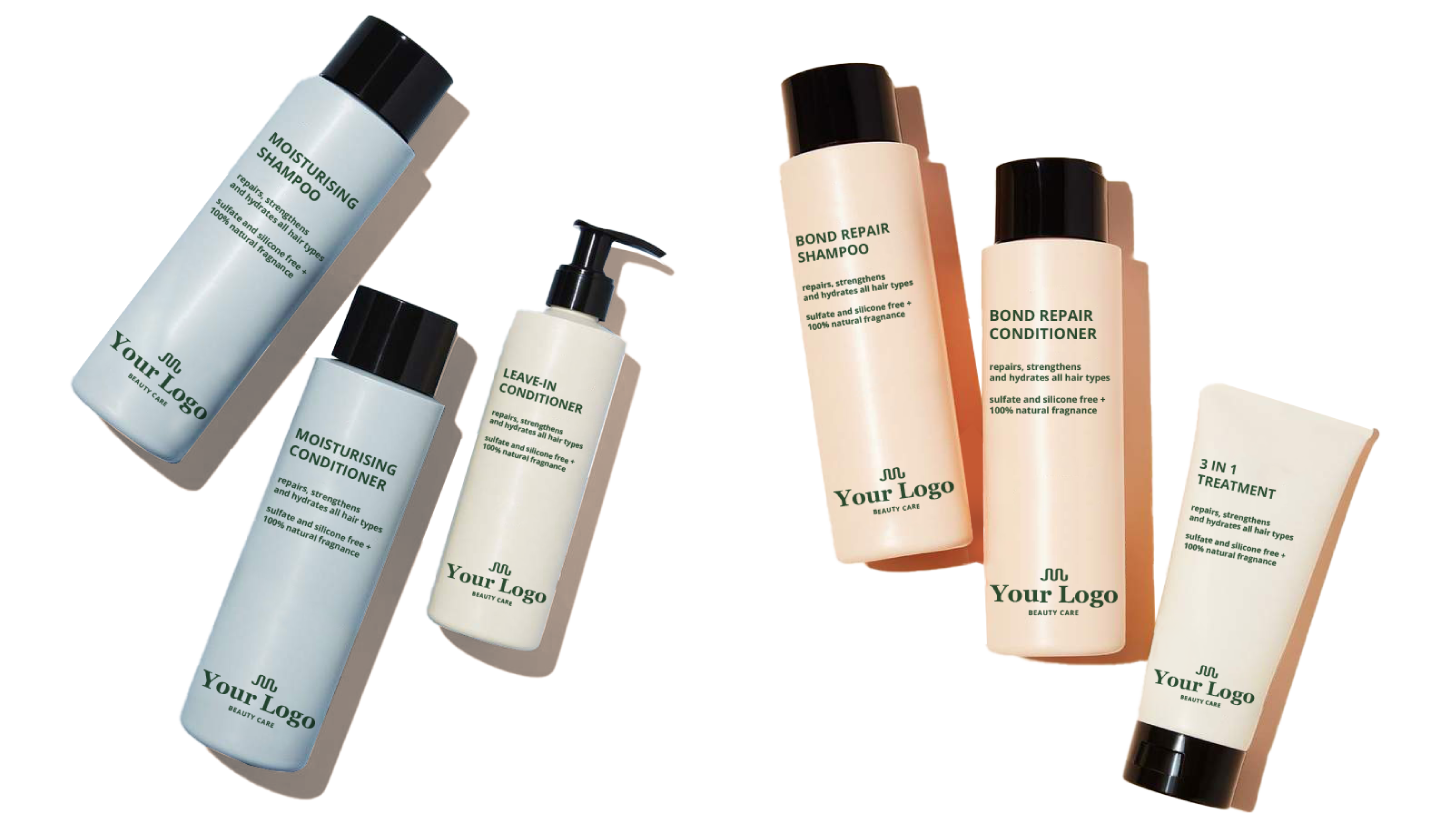 MOISTURISING
SHAMPOO
repairs, strengthens
and hydrates all hair types
sulfate and silicone free +
100% natural fragnance
Your Logo
BEAUTY CARE
MOISTURISING
CONDITIONER
repairs, strengthens
and hydrates all hair types
sulfate and silicone free +
100% natural fragnance
Your Logo
BEAUTY CARE
LEAVE-IN
CONDITIONER
repairs, strengthens
and hydrates all hair types
sulfate and silicone free +
100% natural fragnance
Your Logo
BEAUTY CARE
BOND REPAIR
SHAMPOO
repairs, strengthens
and hydrates all hair types
sulfate and silicone free +
100% natural fragnance
Your Logo
BEAUTY CARE
BOND REPAIR
CONDITIONER
repairs, strengthens
and hydrates all hair types
sulfate and silicone free +
100% natural fragnance
Your Logo
BEAUTY CARE
3 IN 1
TREATMENT
repairs, strengthens
and hydrates all hair types
sulfate and silicone free +
100% natural fragnance
Your Logo
BEAUTY CARE